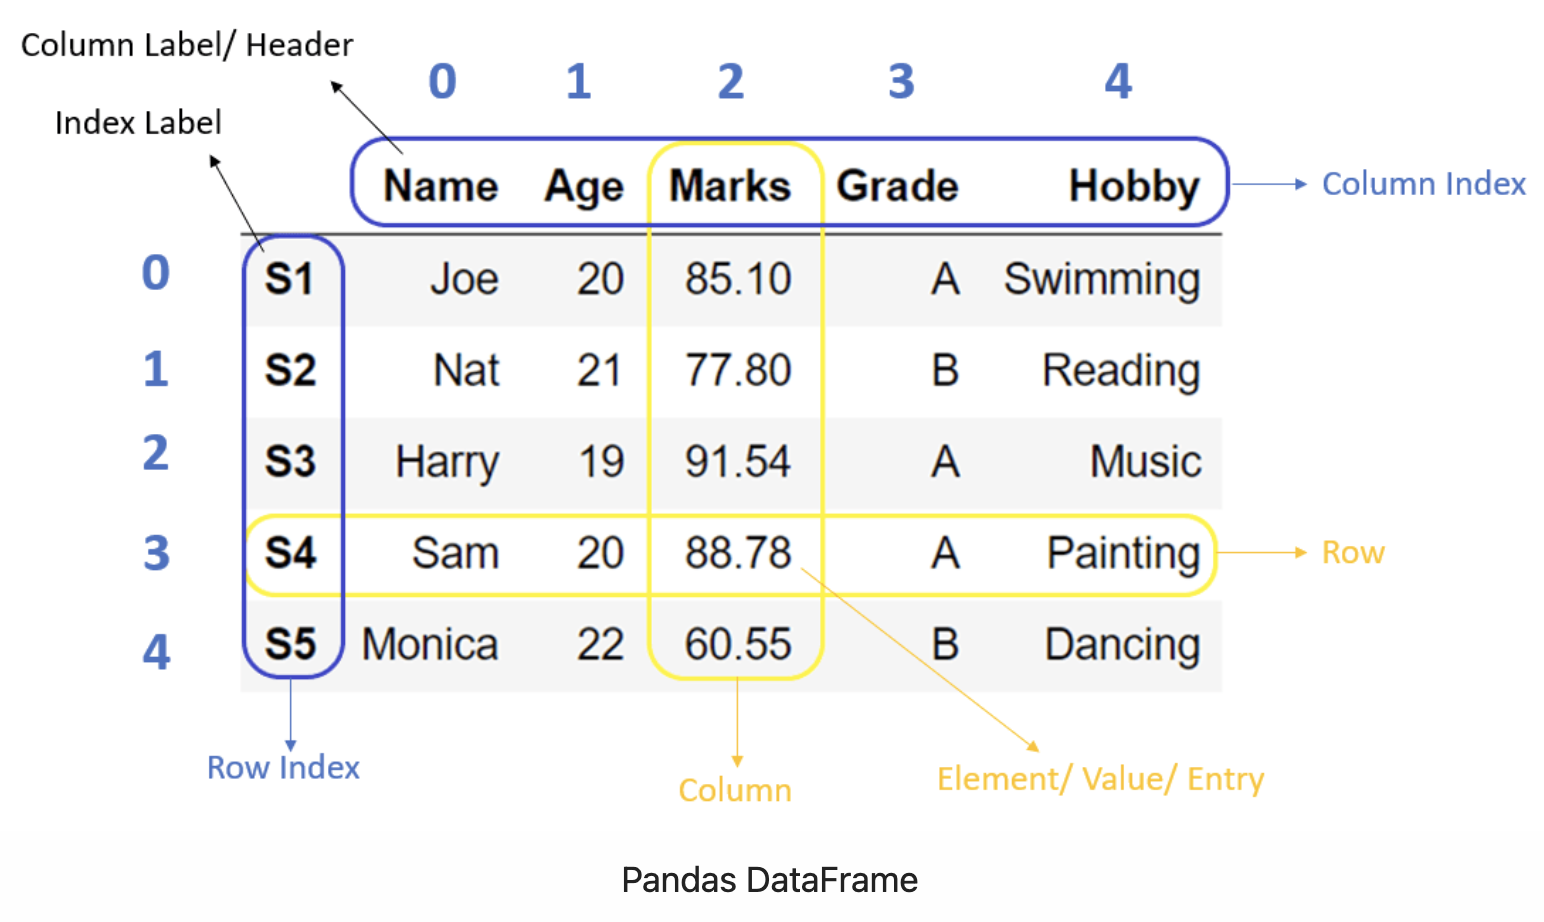 Column Label/ Header
0 1 2 3 4
Index Label
Name Age Marks Grade Hobby
Column Index
0 S1 Joe 20 85.10 A Swimming
1 S2 Nat 21 77.80 B Reading
2 S3 Harry 19 91.54 A Music
3 S4 Sam 20 88.78 A Painting
Row
4 S5 Monica 22 60.55 B Dancing
Row Index
Column
Element/ Value/ Entry
Pandas DataFrame